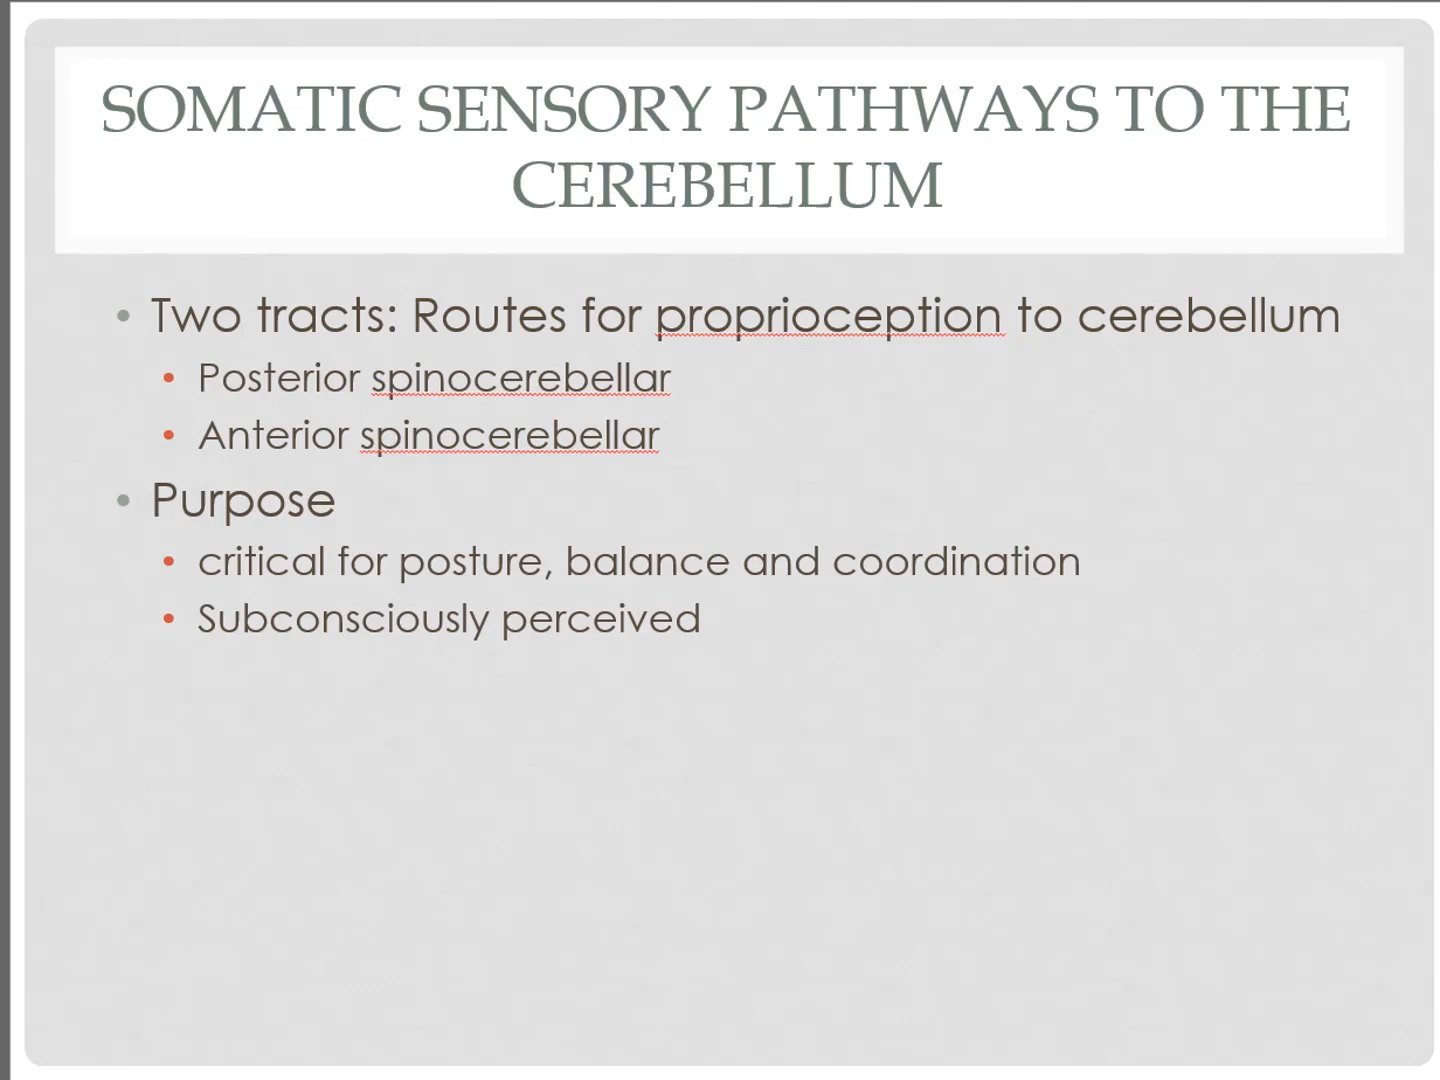 SOMATIC SENSORY PATHWAYS TO THE
CEREBELLUM
• Two tracts: Routes for proprioception to cerebellum
• Posterior spinocerebellar
• Anterior spinocerebellar
• Purpose
• critical for posture, balance and coordination
• Subconsciously perceived